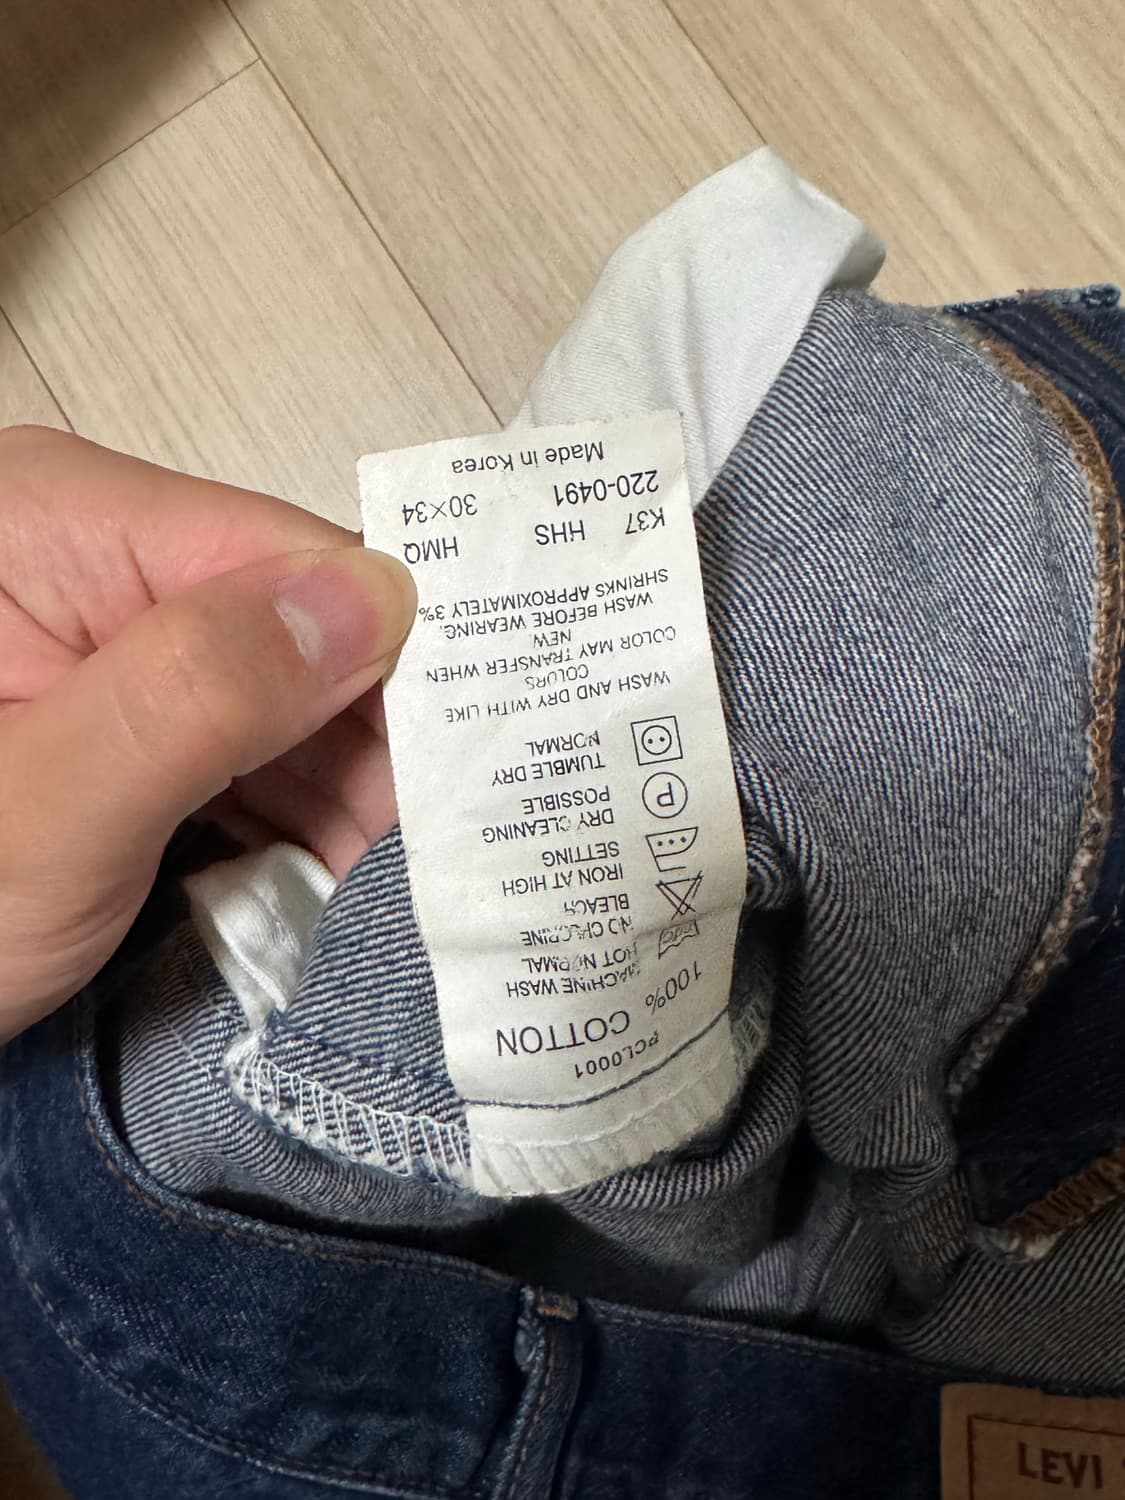 PCL0001
100% COTTON
MACHINE WASH
HOT NORMAL
NO CHLORINE
BLEACH
IRON AT HIGH
SETTING
DRY CLEANING
POSSIBLE
P
TUMBLE DRY
NORMAL
WASH AND DRY WITH LIKE
COLORS
COLOR MAY TRANSFER WHEN
NEW
WASH BEFORE WEARING.
SHRINKS APPROXIMATELY 3%
K37 HHS HMQ
220-0491 30×34
Made in Korea
LEVI